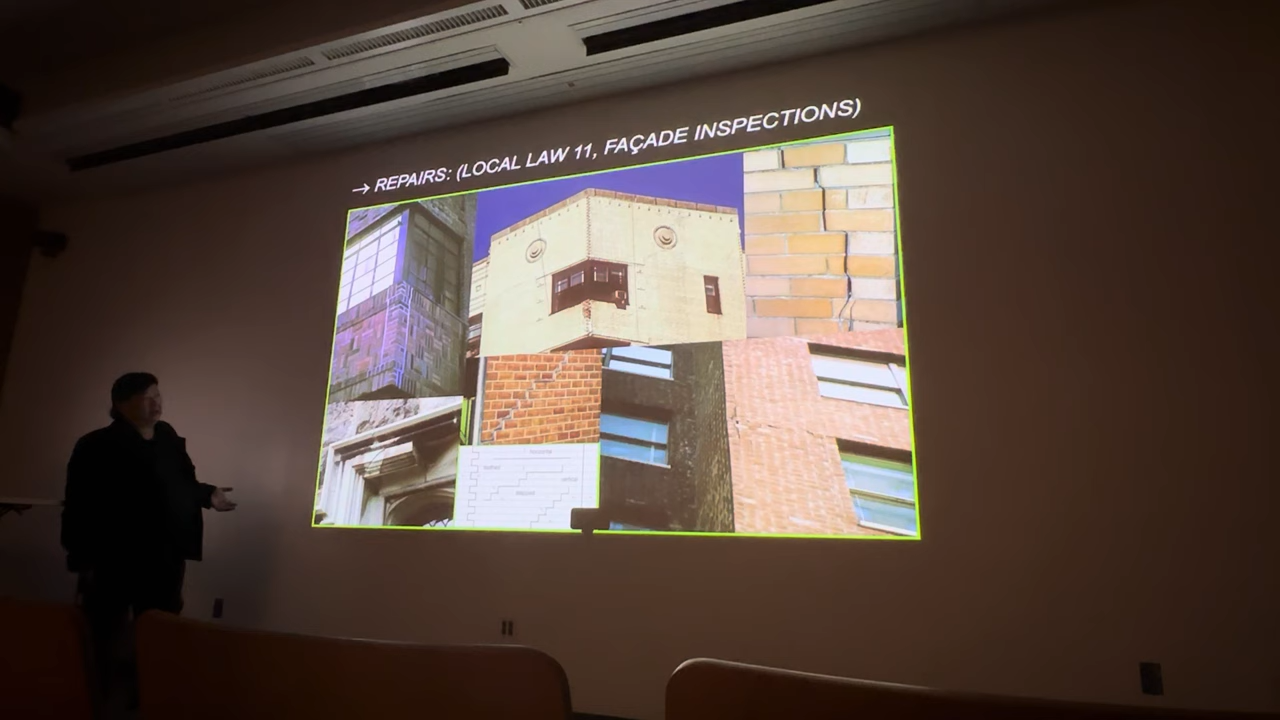 → REPAIRS: (LOCAL LAW 11, FAÇADE INSPECTIONS)